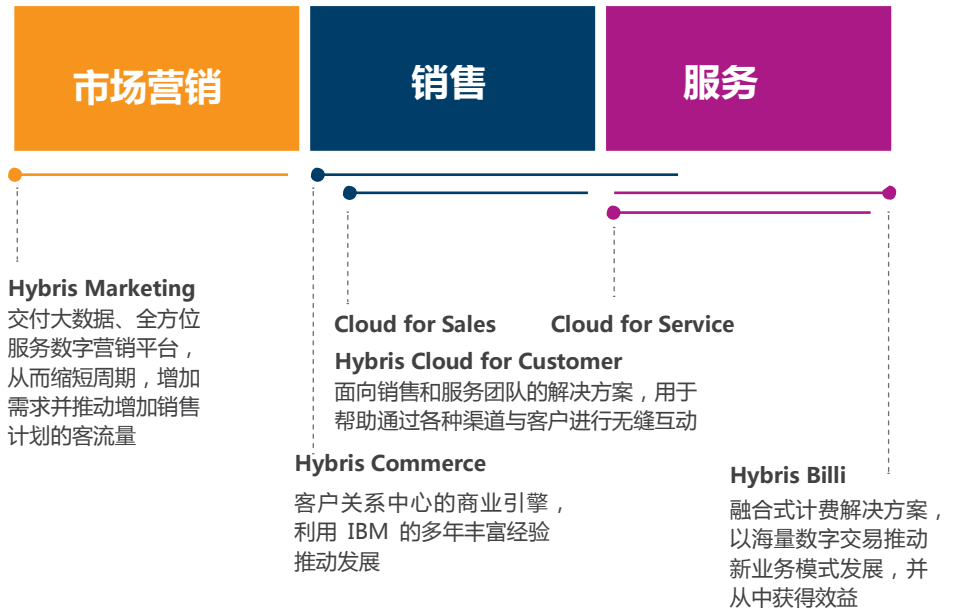 市场营销
销售
服务
Hybris Marketing
交付大数据、全方位
服务数字营销平台，
从而缩短周期，增加
需求并推动增加销售
计划的客流量
Cloud for Sales
Cloud for Service
Hybris Cloud for Customer
面向销售和服务团队的解决方案，用于
帮助通过各种渠道与客户进行无缝互动
Hybris Commerce
客户关系中心的商业引擎，
利用 IBM 的多年丰富经验
推动发展
Hybris Billi
融合式计费解决方案，
以海量数字交易推动
新业务模式发展，并
从中获得效益